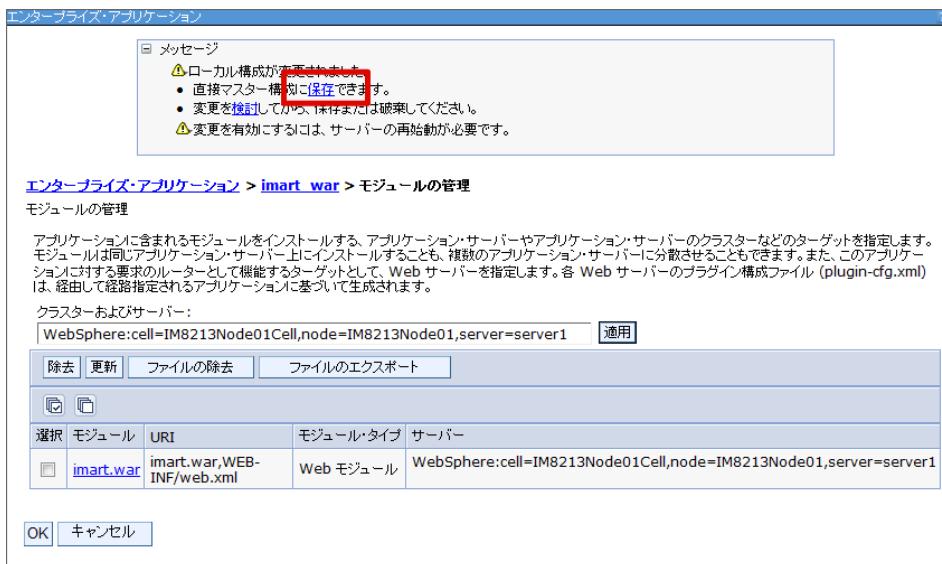 エンタープライズ・アプリケーション
メッセージ
ローカル構成が変更されました。
直接マスター構成に保存できます。
変更を検討してから、保存または破棄してください。
変更を有効にするには、サーバーの再始動が必要です。
エンタープライズ・アプリケーション > imart_war > モジュールの管理
モジュールの管理
アプリケーションに含まれるモジュールをインストールする、アプリケーション・サーバーやアプリケーション・サーバーのクラスターなどのターゲットを指定します。
モジュールは同じアプリケーション・サーバー上にインストールすることも、複数のアプリケーション・サーバーに分散させることもできます。また、このアプリケー
ションに対する要求のルーターとして機能するターゲットとして、Web サーバーを指定します。各 Web サーバーのプラグイン構成ファイル (plugin-cfg.xml)
は、経由して経路指定されるアプリケーションに基づいて生成されます。
クラスターおよびサーバー:
WebSphere:cell=IM8213Node01Cell,node=IM8213Node01,server=server1 適用
除去 更新 ファイルの除去 ファイルのエクスポート
選択 モジュール URI モジュール・タイプ サーバー
imart.war imart.war,WEB-
INF/web.xml Web モジュール WebSphere:cell=IM8213Node01Cell,node=IM8213Node01,server=server1
OK キャンセル